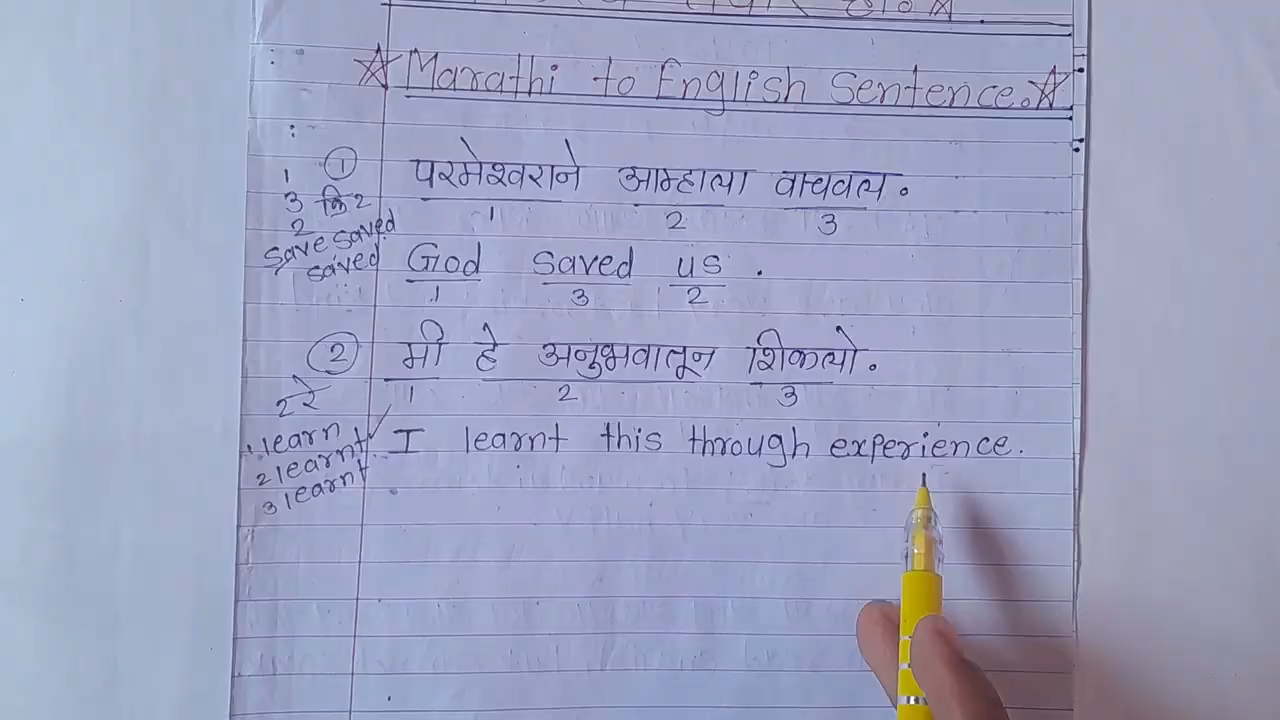 ☆ Marathi to English Sentence. ☆
① परमेश्वराने आम्हाला वाचवलं.
1 2 3
1
3 क्रि 2
2
save saved
saved
God saved us.
1 3 2
② मी हे अनुभवातून शिकलो.
1 2 3
2 रे
I learnt this through experience.
1 learn
2 learnt
3 learnt